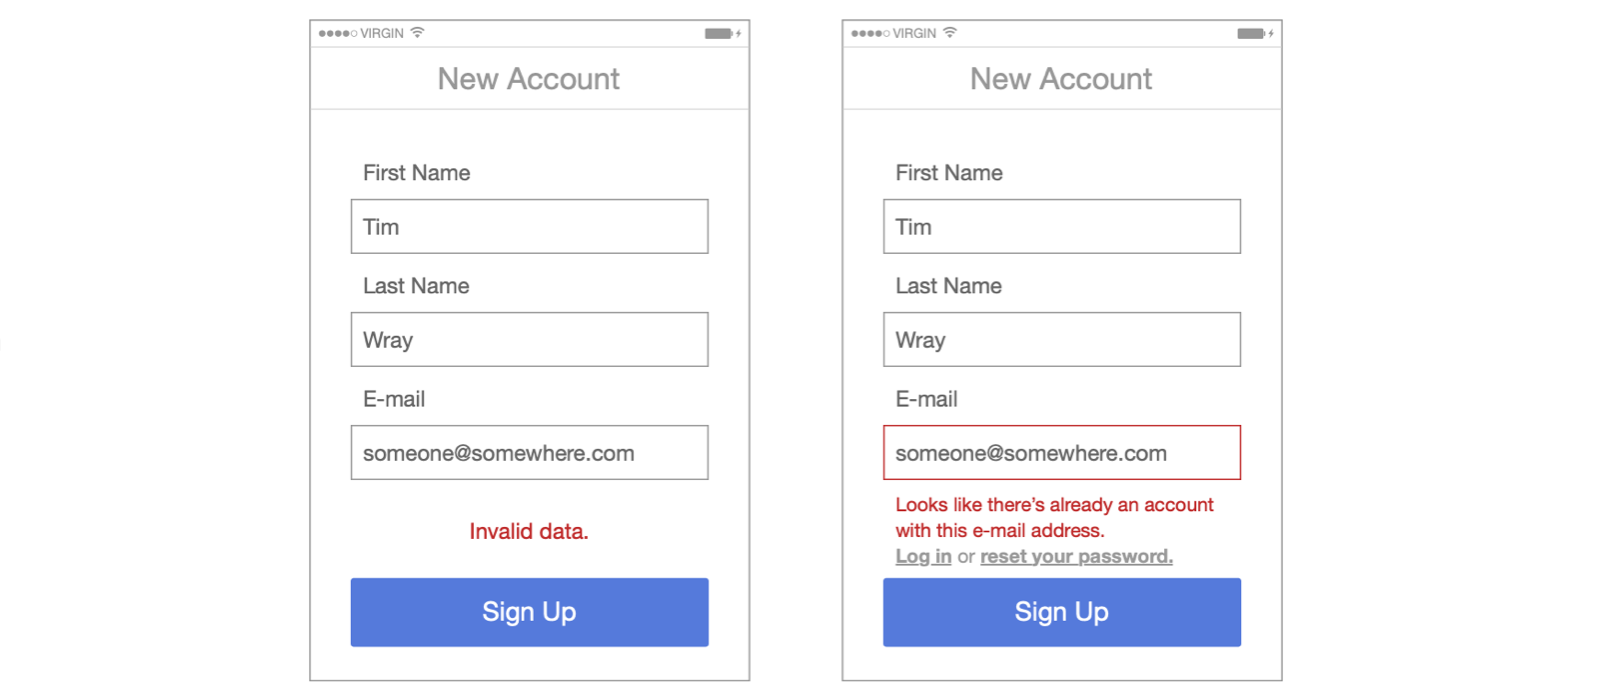 VIRGIN
New Account
First Name
Tim
Last Name
Wray
E-mail
someone@somewhere.com
Invalid data.
Sign Up
VIRGIN
New Account
First Name
Tim
Last Name
Wray
E-mail
someone@somewhere.com
Looks like there’s already an account
with this e-mail address.
Log in or reset your password.
Sign Up